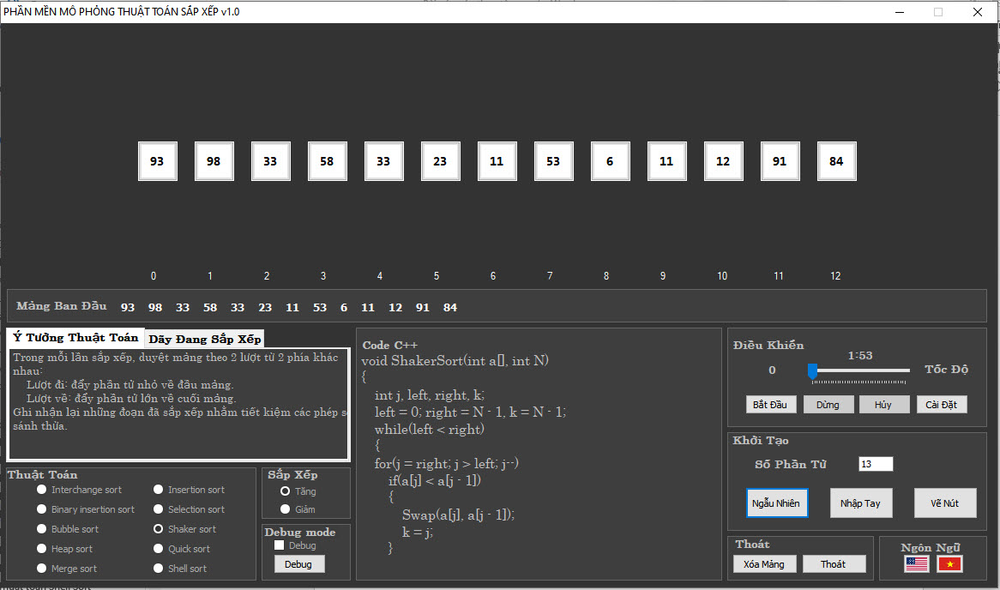 PHẦN MỀN MÔ PHỎNG THUẬT TOÁN SẮP XẾP v1.0
93 98 33 58 33 23 11 53 6 11 12 91 84
0 1 2 3 4 5 6 7 8 9 10 11 12
Mảng Ban Đầu 93 98 33 58 33 23 11 53 6 11 12 91 84
Ý Tưởng Thuật Toán Dãy Đang Sắp Xếp
Trong mỗi lần sắp xếp, duyệt mảng theo 2 lượt từ 2 phía khác
nhau:
Lượt đi: đẩy phần tử nhỏ về đầu mảng.
Lượt về: đẩy phần tử lớn về cuối mảng.
Ghi nhận lại những đoạn đã sắp xếp nhằm tiết kiệm các phép s
sánh thừa.
Thuật Toán
Interchange sort Insertion sort
Binary insertion sort Selection sort
Bubble sort Shaker sort
Heap sort Quick sort
Merge sort Shell sort
Sắp Xếp
Tăng
Giảm
Debug mode
Debug
Debug
Code C++
void ShakerSort(int a[], int N)
{
int j, left, right, k;
left = 0; right = N - 1, k = N - 1;
while(left < right)
{
for(j = right; j > left; j--)
if(a[j] < a[j - 1])
{
Swap(a[j], a[j - 1]);
k = j;
}
Điều Khiển
1:53
0 Tốc Độ
Bắt Đầu Dừng Hủy Cài Đặt
Khởi Tạo
Số Phần Tử 13
Ngẫu Nhiên Nhập Tay Vẽ Nút
Thoát
Xóa Mảng Thoát
Ngôn Ngữ